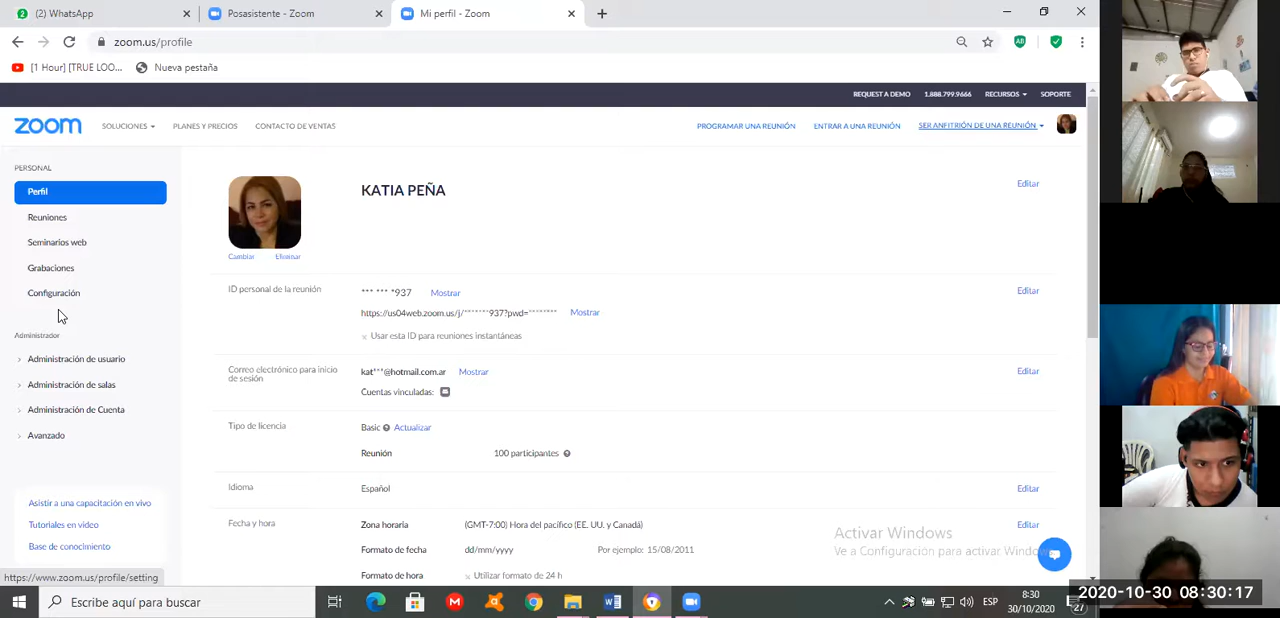 2 (2) WhatsApp
Posasistente - Zoom
Mi perfil - Zoom
zoom.us/profile
[1 Hour] [TRUE LOO...
Nueva pestaña
REQUEST A DEMO
1.888.799.9666
RECURSOS
SOPORTE
zoom
SOLUCIONES
PLANES Y PRECIOS
CONTACTO DE VENTAS
PROGRAMAR UNA REUNIÓN
ENTRAR A UNA REUNIÓN
SER ANFITRIÓN DE UNA REUNIÓN
PERSONAL
Perfil
Reuniones
Seminarios web
Grabaciones
Configuración
Administrador
Administración de usuario
Administración de salas
Administración de Cuenta
Avanzado
Asistir a una capacitación en vivo
Tutoriales en video
Base de conocimiento
KATIA PEÑA
Editar
Cambiar
Eliminar
ID personal de la reunión
*** *** *937
Mostrar
Editar
https://us04web.zoom.us/j/*******937?pwd=********
Mostrar
Usar esta ID para reuniones instantáneas
Correo electrónico para inicio
de sesión
kat***@hotmail.com.ar
Mostrar
Editar
Cuentas vinculadas:
Tipo de licencia
Basic
Actualizar
Reunión
100 participantes
Idioma
Español
Editar
Fecha y hora
Zona horaria
(GMT-7:00) Hora del pacífico (EE. UU. y Canadá)
Editar
Formato de fecha
dd/mm/yyyy
Por ejemplo: 15/08/2011
Formato de hora
Utilizar formato de 24 h
Activar Windows
Ve a Configuración para activar Windo
https://www.zoom.us/profile/setting
Escribe aquí para buscar
ESP
8:30
30/10/2020
27
2020-10-30 08:30:17